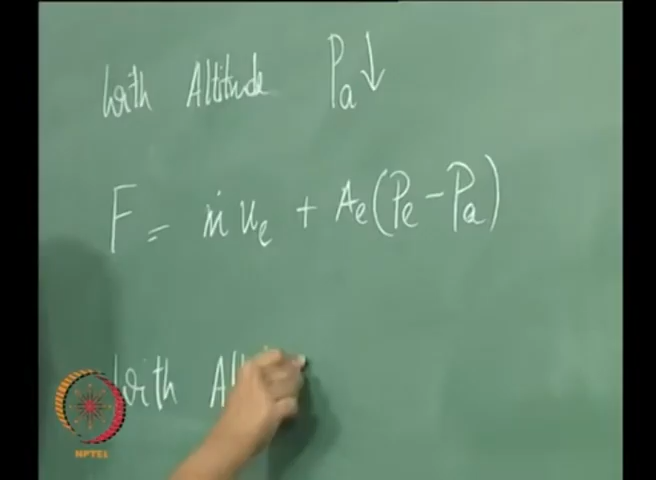 With Altitude Pa↓
F = ṁ ue + Ae(Pe − Pa)
With
NPTEL